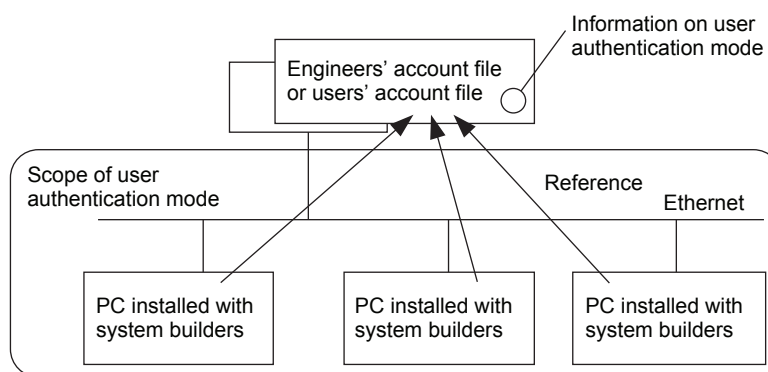 Information on user
authentication mode
Engineers' account file
or users' account file
Scope of user
authentication mode
Reference
Ethernet
PC installed with
system builders
PC installed with
system builders
PC installed with
system builders